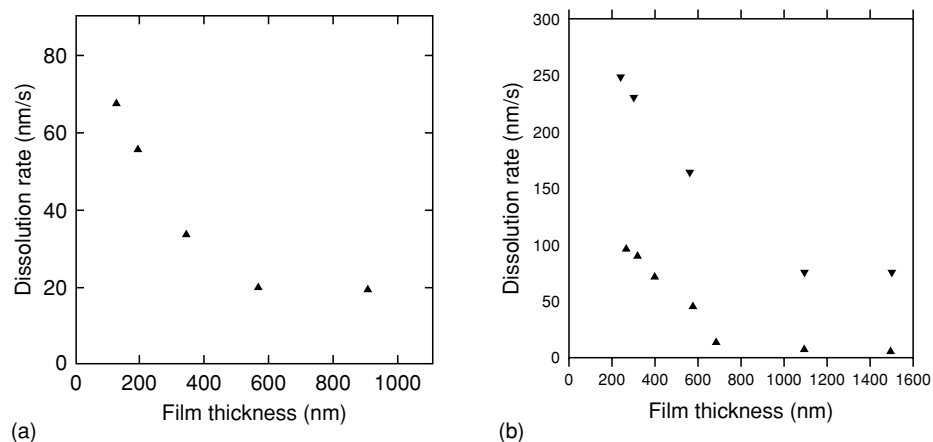 80
60
40
20
0
0 200 400 600 800 1000
Dissolution rate (nm/s)
Film thickness (nm)
(a)
300
250
200
150
100
50
0
0 200 400 600 800 1000 1200 1400 1600
Dissolution rate (nm/s)
Film thickness (nm)
(b)